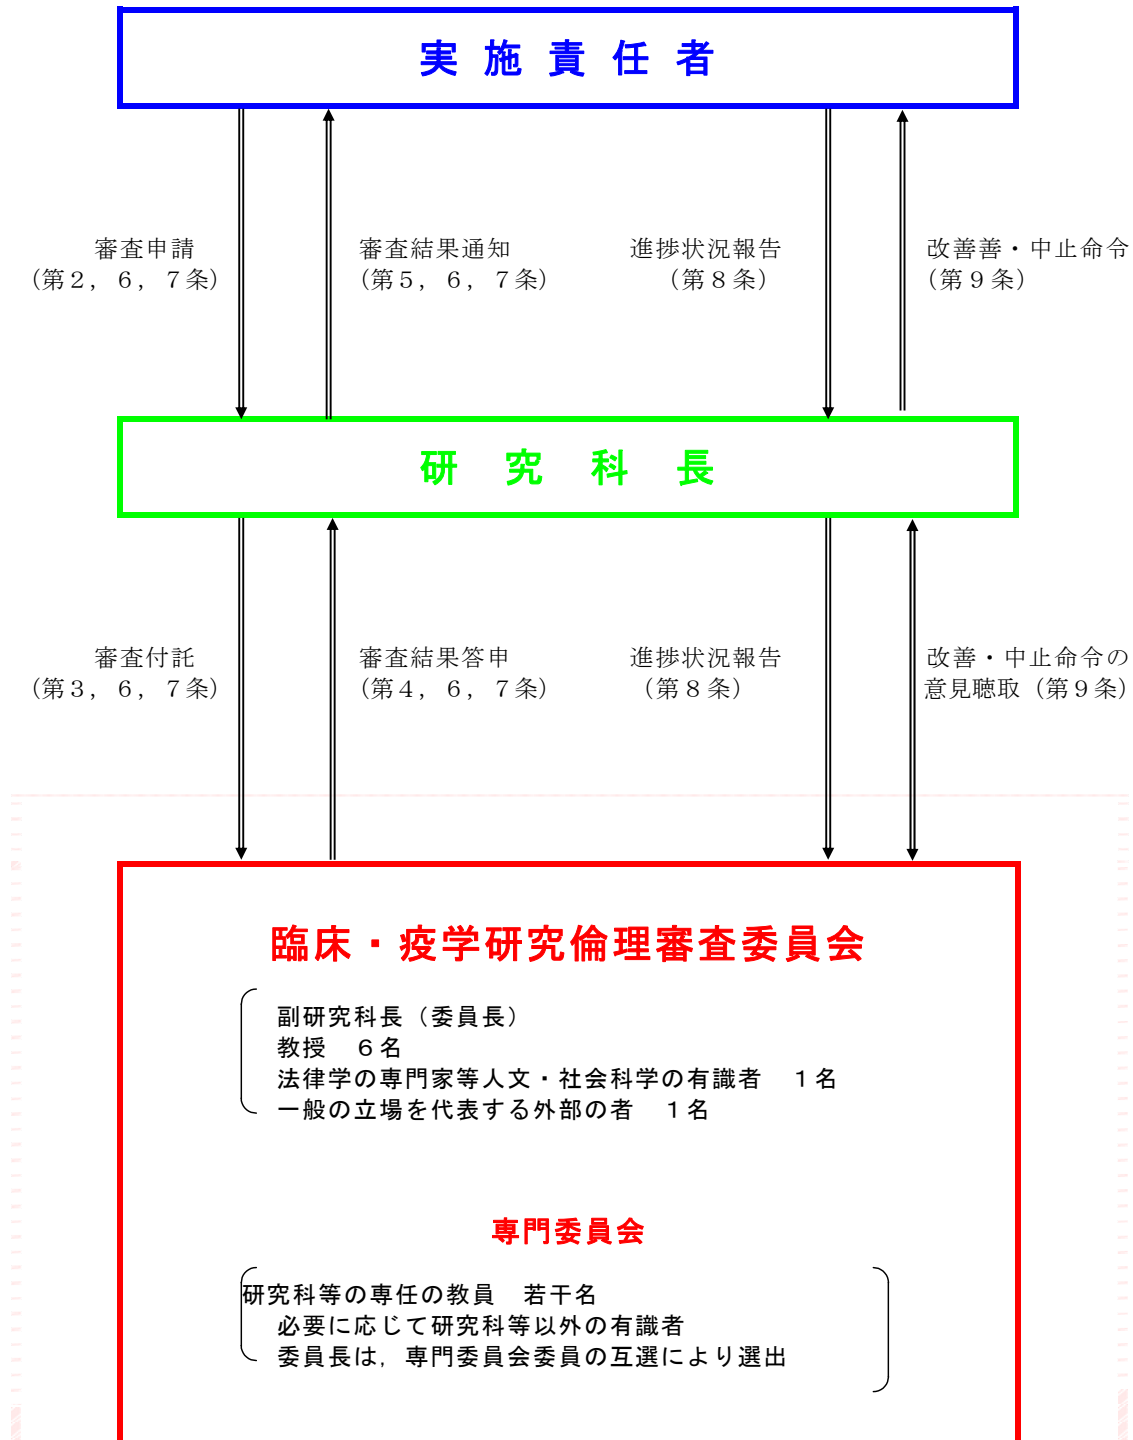 実施責任者
審査申請
（第２，６，７条）
審査結果通知
（第５，６，７条）
進捗状況報告
（第８条）
改善善・中止命令
（第９条）
研究科長
審査付託
（第３，６，７条）
審査結果答申
（第４，６，７条）
進捗状況報告
（第８条）
改善・中止命令の
意見聴取（第９条）
臨床・疫学研究倫理審査委員会
副研究科長（委員長）
教授　６名
法律学の専門家等人文・社会科学の有識者　１名
一般の立場を代表する外部の者　１名
専門委員会
研究科等の専任の教員　若干名
必要に応じて研究科等以外の有識者
委員長は，専門委員会委員の互選により選出